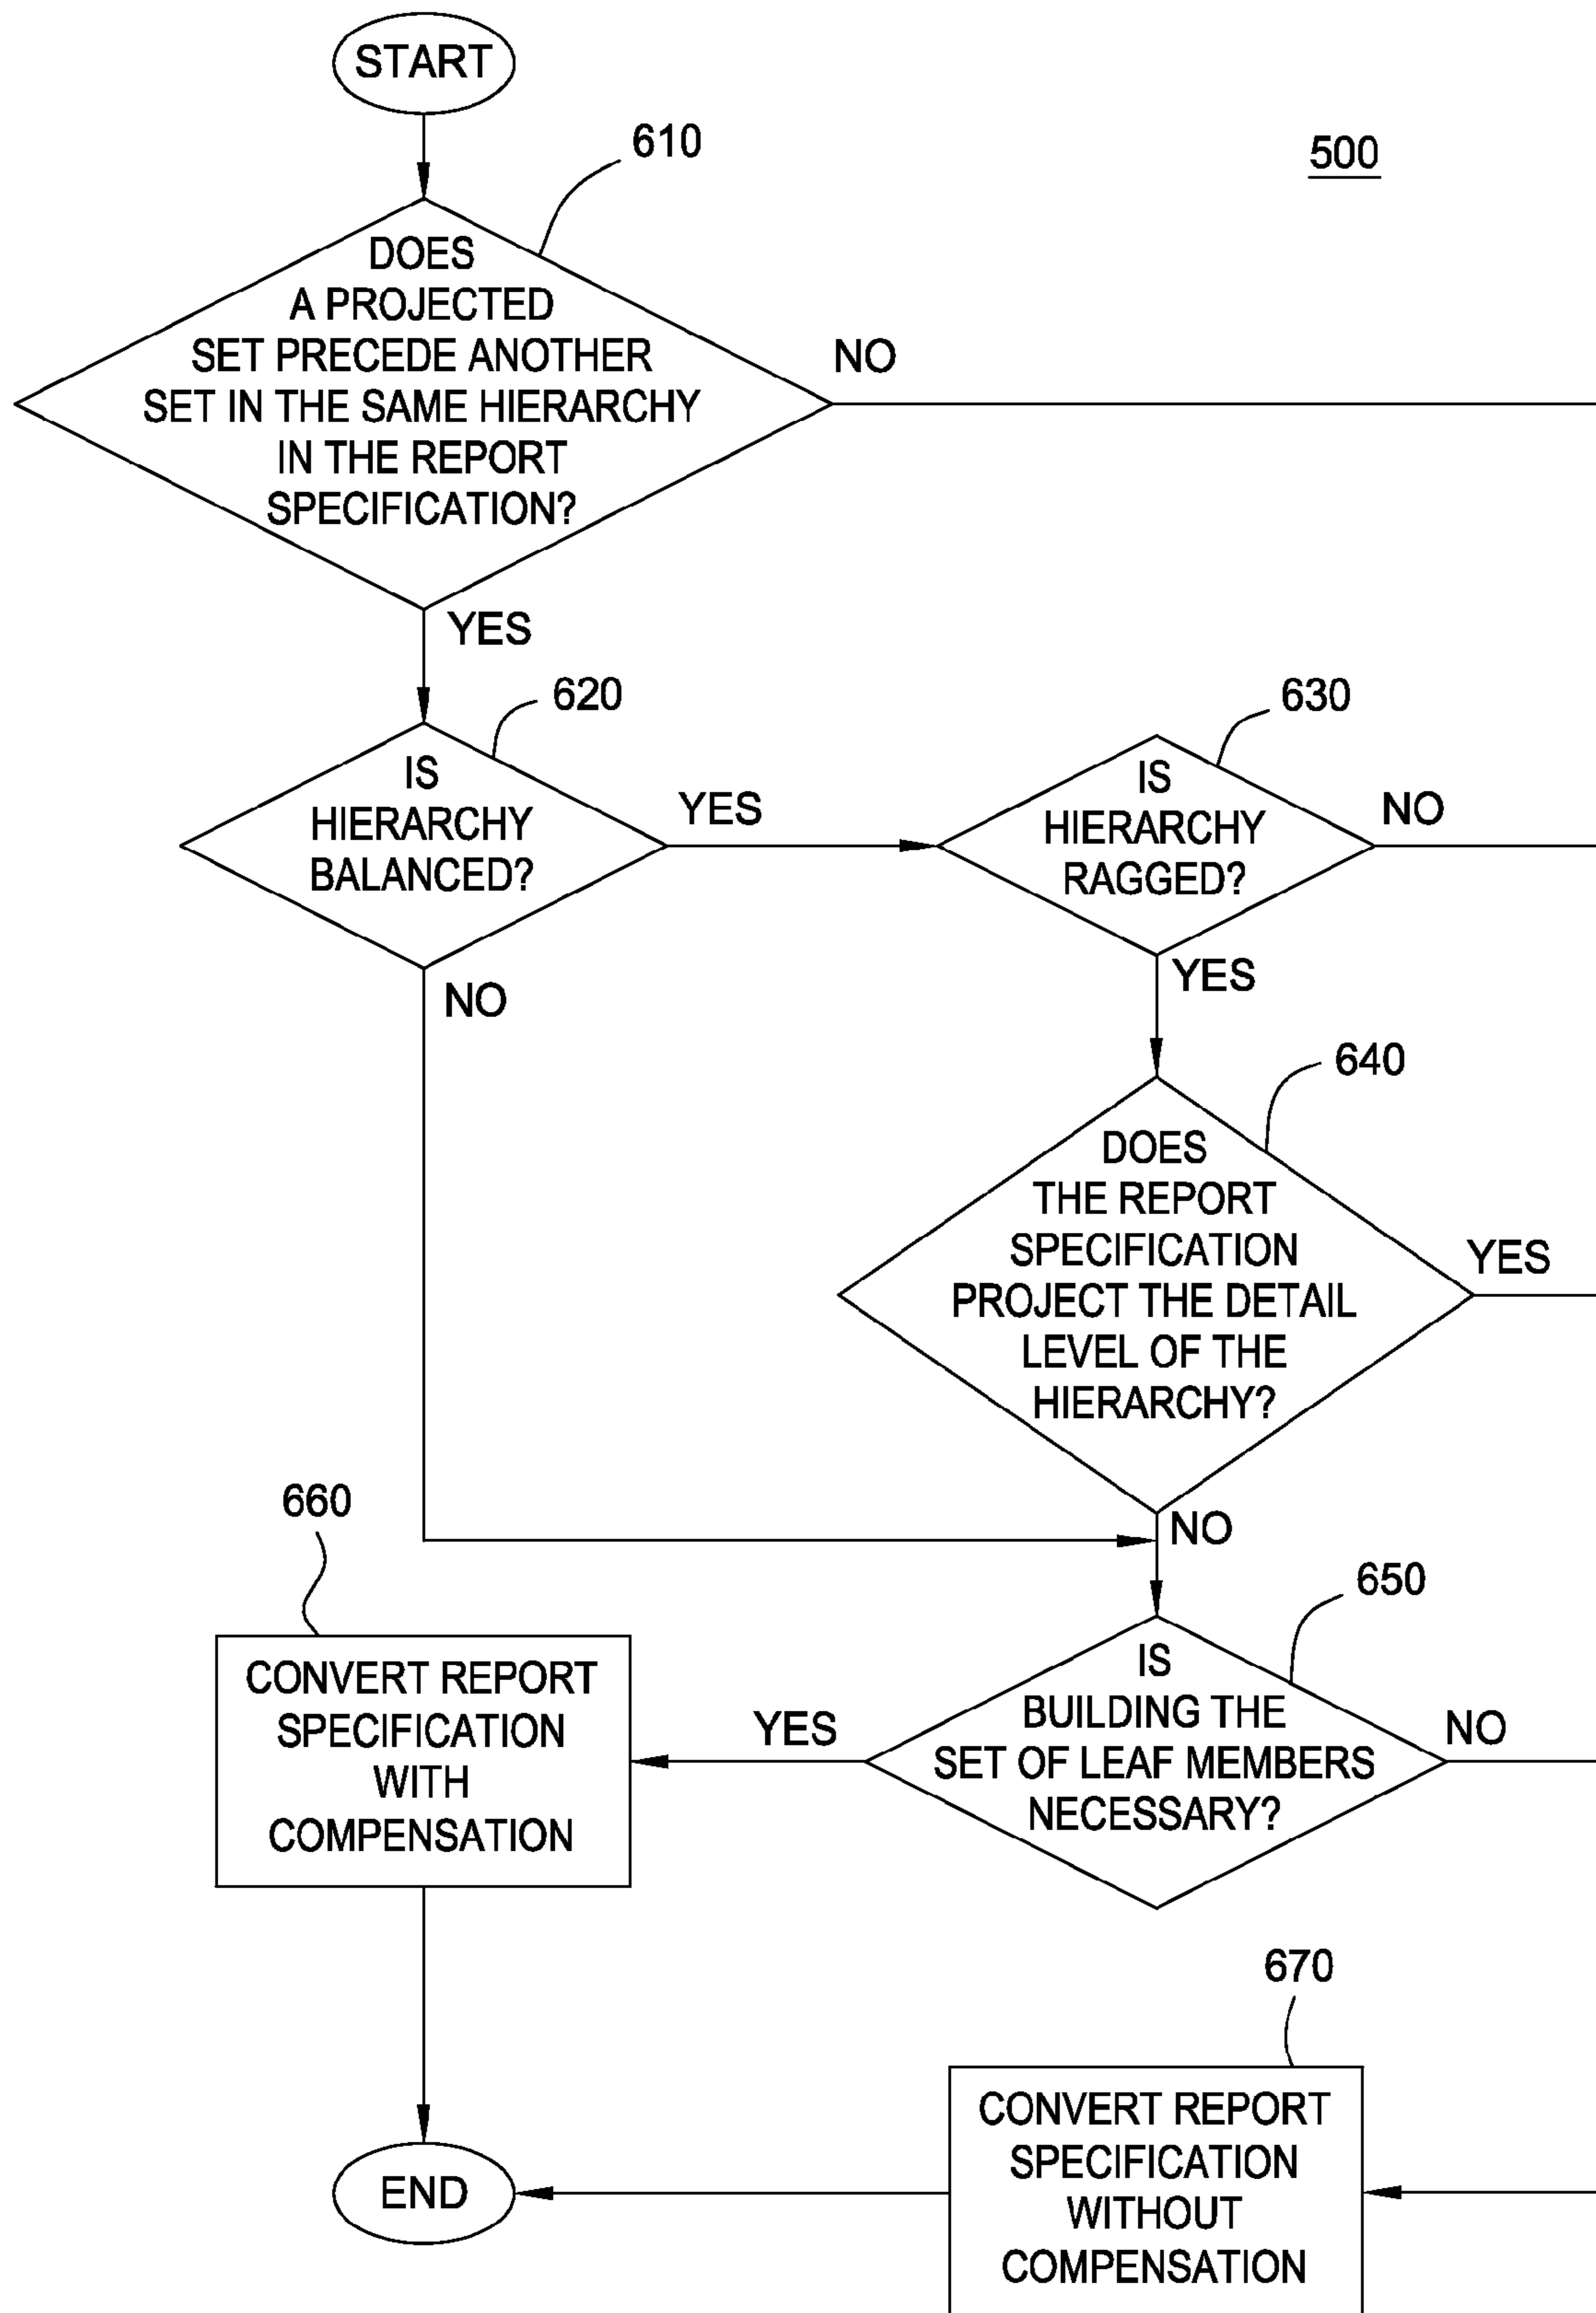 START
610
500
DOES
A PROJECTED
SET PRECEDE ANOTHER
SET IN THE SAME HIERARCHY
IN THE REPORT
SPECIFICATION?
NO
YES
620
IS
HIERARCHY
BALANCED?
YES
NO
630
IS
HIERARCHY
RAGGED?
NO
YES
640
DOES
THE REPORT
SPECIFICATION
PROJECT THE DETAIL
LEVEL OF THE
HIERARCHY?
YES
NO
650
IS
BUILDING THE
SET OF LEAF MEMBERS
NECESSARY?
YES
NO
660
CONVERT REPORT
SPECIFICATION
WITH
COMPENSATION
670
CONVERT REPORT
SPECIFICATION
WITHOUT
COMPENSATION
END